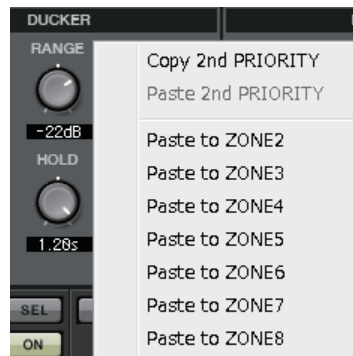 DUCKER
RANGE
-22dB
HOLD
1.20s
SEL
ON
Copy 2nd PRIORITY
Paste 2nd PRIORITY
Paste to ZONE2
Paste to ZONE3
Paste to ZONE4
Paste to ZONE5
Paste to ZONE6
Paste to ZONE7
Paste to ZONE8